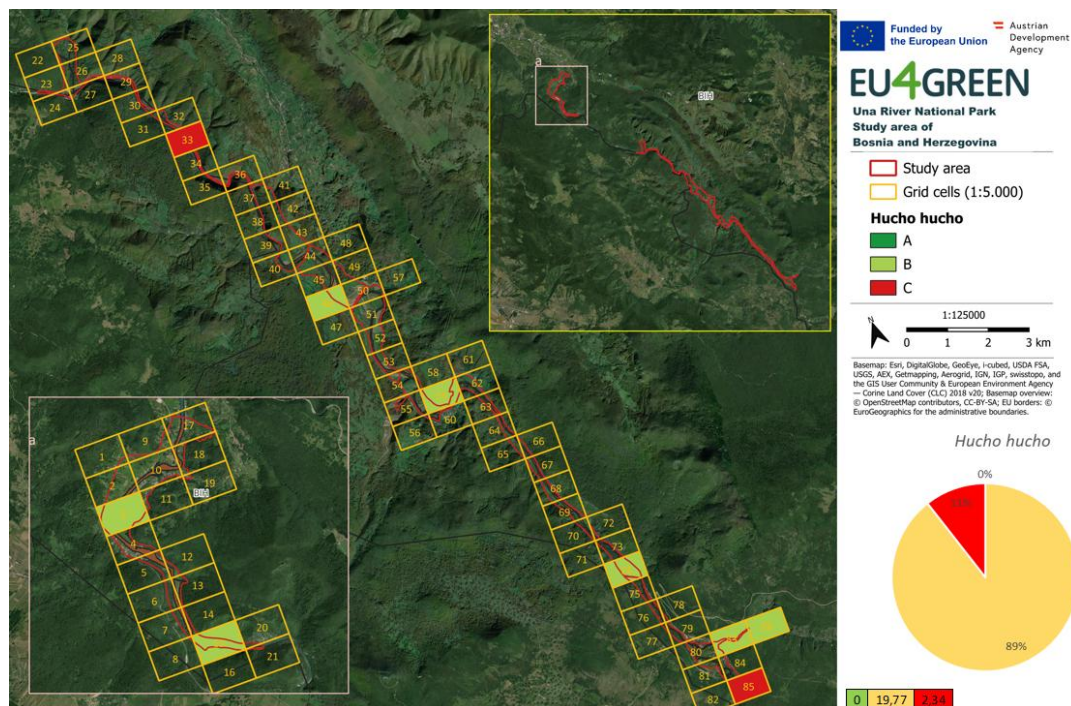 Funded by
the European Union
Austrian
Development
Agency
EU4GREEN
Una River National Park
Study area of
Bosnia and Herzegovina
Study area
Grid cells (1:5.000)
Hucho hucho
A
B
C
N
1:125000
0 1 2 3 km
Basemap: Esri, DigitalGlobe, GeoEye, i-cubed, USDA FSA,
USGS, AEX, Getmapping, Aerogrid, IGN, IGP, swisstopo, and
the GIS User Community & European Environment Agency
— Corine Land Cover (CLC) 2018 v20; Basemap overview:
© OpenStreetMap contributors, CC-BY-SA; EU borders: ©
EuroGeographics for the administrative boundaries.
Hucho hucho
0%
11%
89%
0 19,77 2,34
a
BIH
22
25
28
23
26
29
24
27
30
32
31
33
34
35
36
37
41
38
42
39
43
48
40
44
49
57
45
50
47
51
52
53
58
61
54
62
55
60
63
56
64
66
65
67
68
69
72
70
73
71
75
78
76
79
77
80
84
81
85
82
a
1
9
17
2
10
18
11
19
BIH
4
12
5
13
6
14
7
20
8
21
16